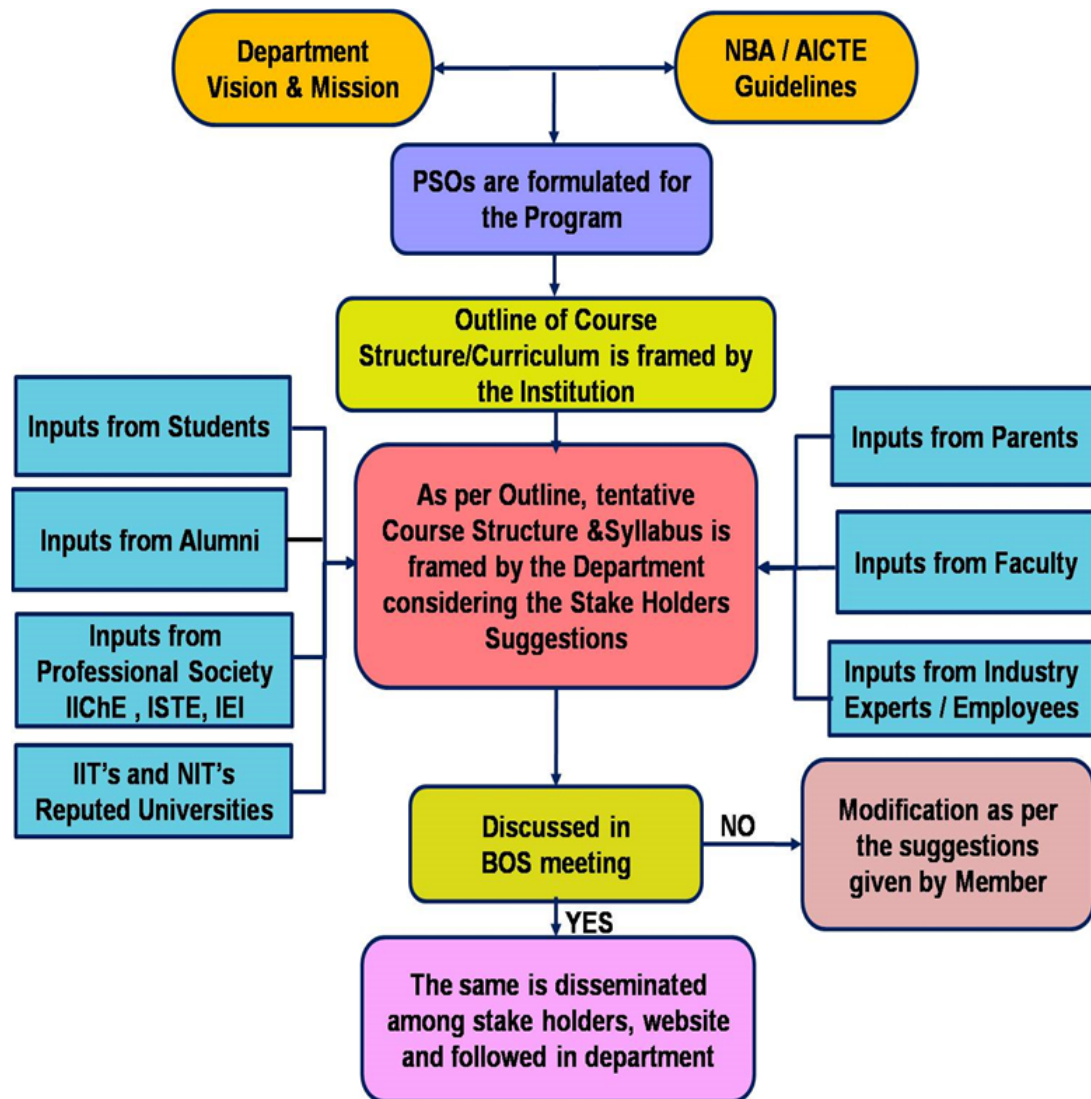 Department
Vision & Mission
NBA / AICTE
Guidelines
PSOs are formulated for
the Program
Outline of Course
Structure/Curriculum is framed by
the Institution
Inputs from Students
Inputs from Alumni
Inputs from
Professional Society
IIChE , ISTE, IEI
IIT's and NIT's
Reputed Universities
As per Outline, tentative
Course Structure &Syllabus is
framed by the Department
considering the Stake Holders
Suggestions
Inputs from Parents
Inputs from Faculty
Inputs from Industry
Experts / Employees
Discussed in
BOS meeting
NO
Modification as per
the suggestions
given by Member
YES
The same is disseminated
among stake holders, website
and followed in department